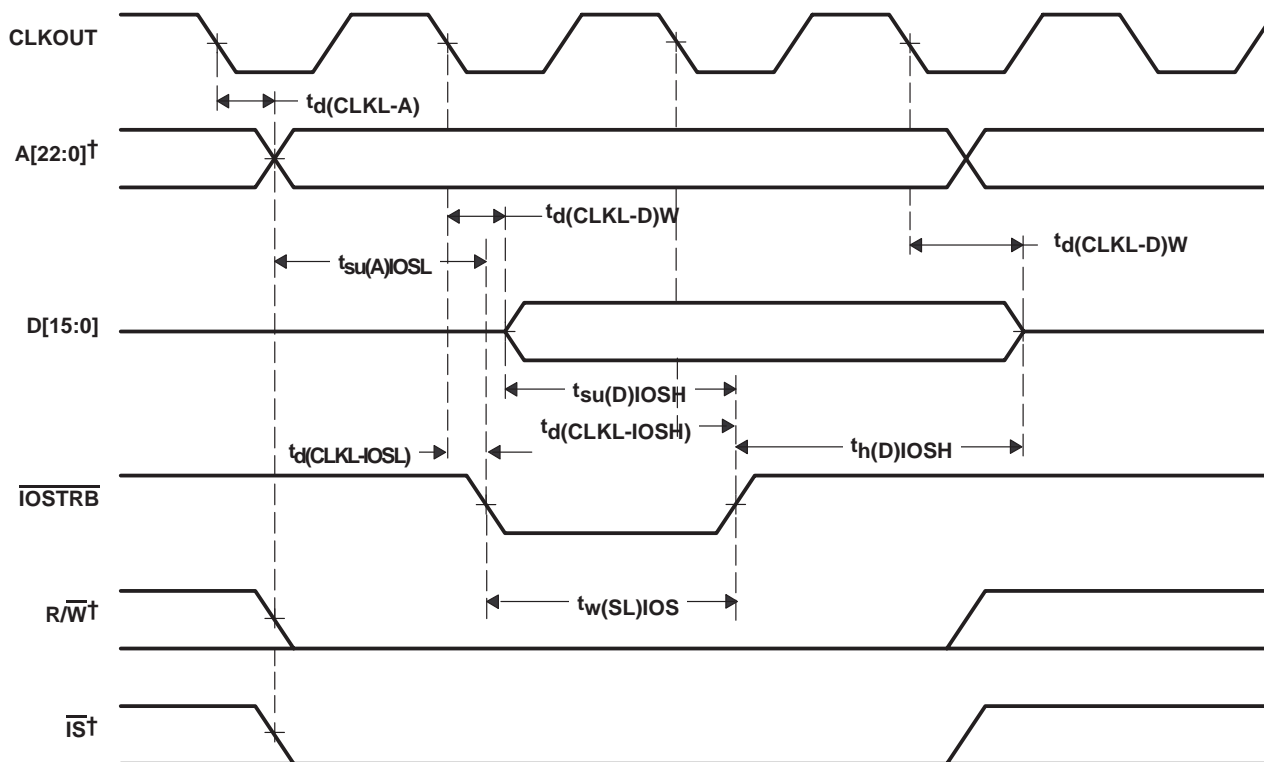 CLKOUT
td(CLKL-A)
A[22:0]†
td(CLKL-D)W
td(CLKL-D)W
tsu(A)IOSL
D[15:0]
tsu(D)IOSH
td(CLKL-IOSH)
td(CLKL-IOSL)
th(D)IOSH
IOSTRB
tw(SL)IOS
R/W†
IS†